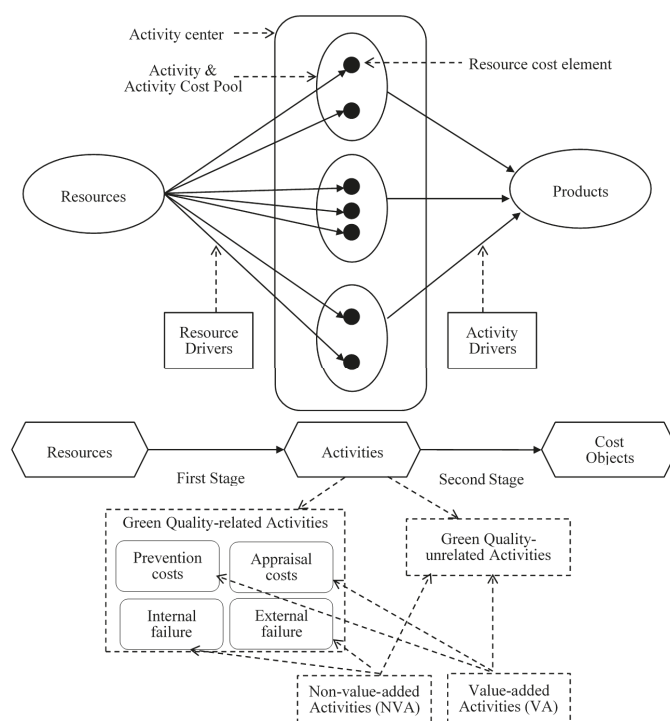 Activity center
Activity &
Activity Cost Pool
Resource cost element
Resources
Products
Resource
Drivers
Activity
Drivers
Resources
Activities
Cost
Objects
First Stage
Second Stage
Green Quality-related Activities
Prevention
costs
Appraisal
costs
Internal
failure
External
failure
Green Quality-
unrelated Activities
Non-value-added
Activities (NVA)
Value-added
Activities (VA)